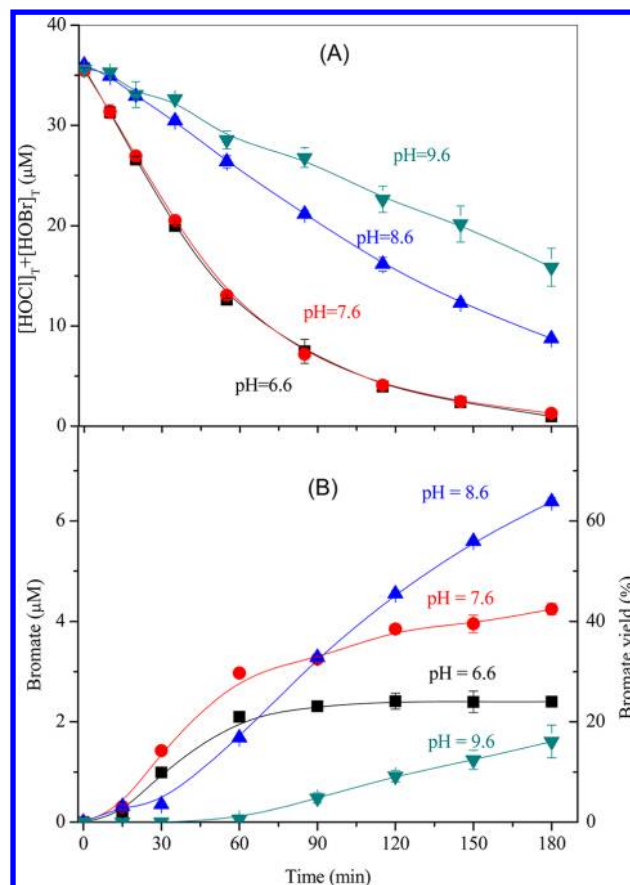 (A)
40
30
20
10
0
[HOCl]T+[HOBr]T (μM)
pH=9.6
pH=8.6
pH=7.6
pH=6.6
(B)
6
4
2
0
Bromate (μM)
60
40
20
0
Bromate yield (%)
pH = 8.6
pH = 7.6
pH = 6.6
pH = 9.6
0 30 60 90 120 150 180
Time (min)